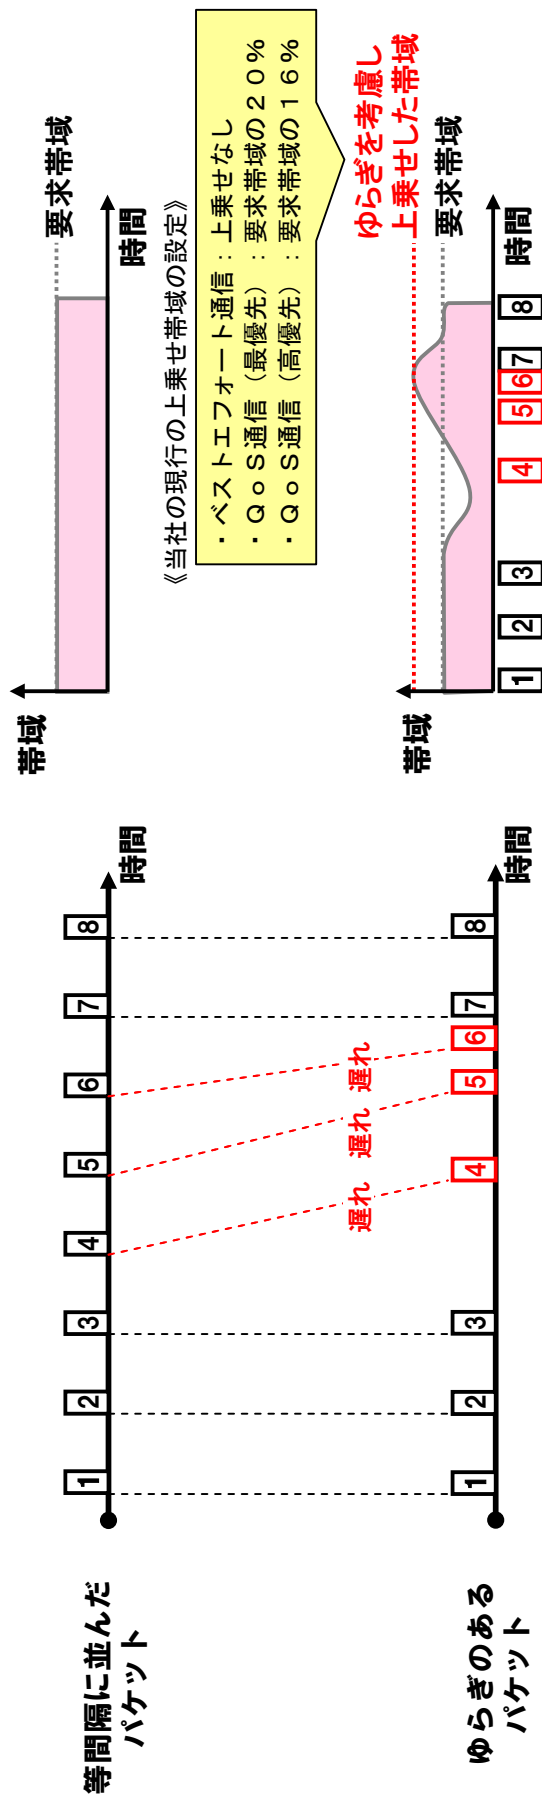 等間隔に並んだ
パケット
1 2 3 4 5 6 7 8
時間
遅れ 遅れ 遅れ
ゆらぎのある
パケット
1 2 3 4 5 6 7 8
時間
帯域
要求帯域
時間
《当社の現行の上乗せ帯域の設定》
・ベストエフォート通信:上乗せなし
・QoS通信(最優先):要求帯域の20%
・QoS通信(高優先):要求帯域の16%
ゆらぎを考慮し
上乗せした帯域
要求帯域
帯域
時間
1 2 3 4 5 6 7 8